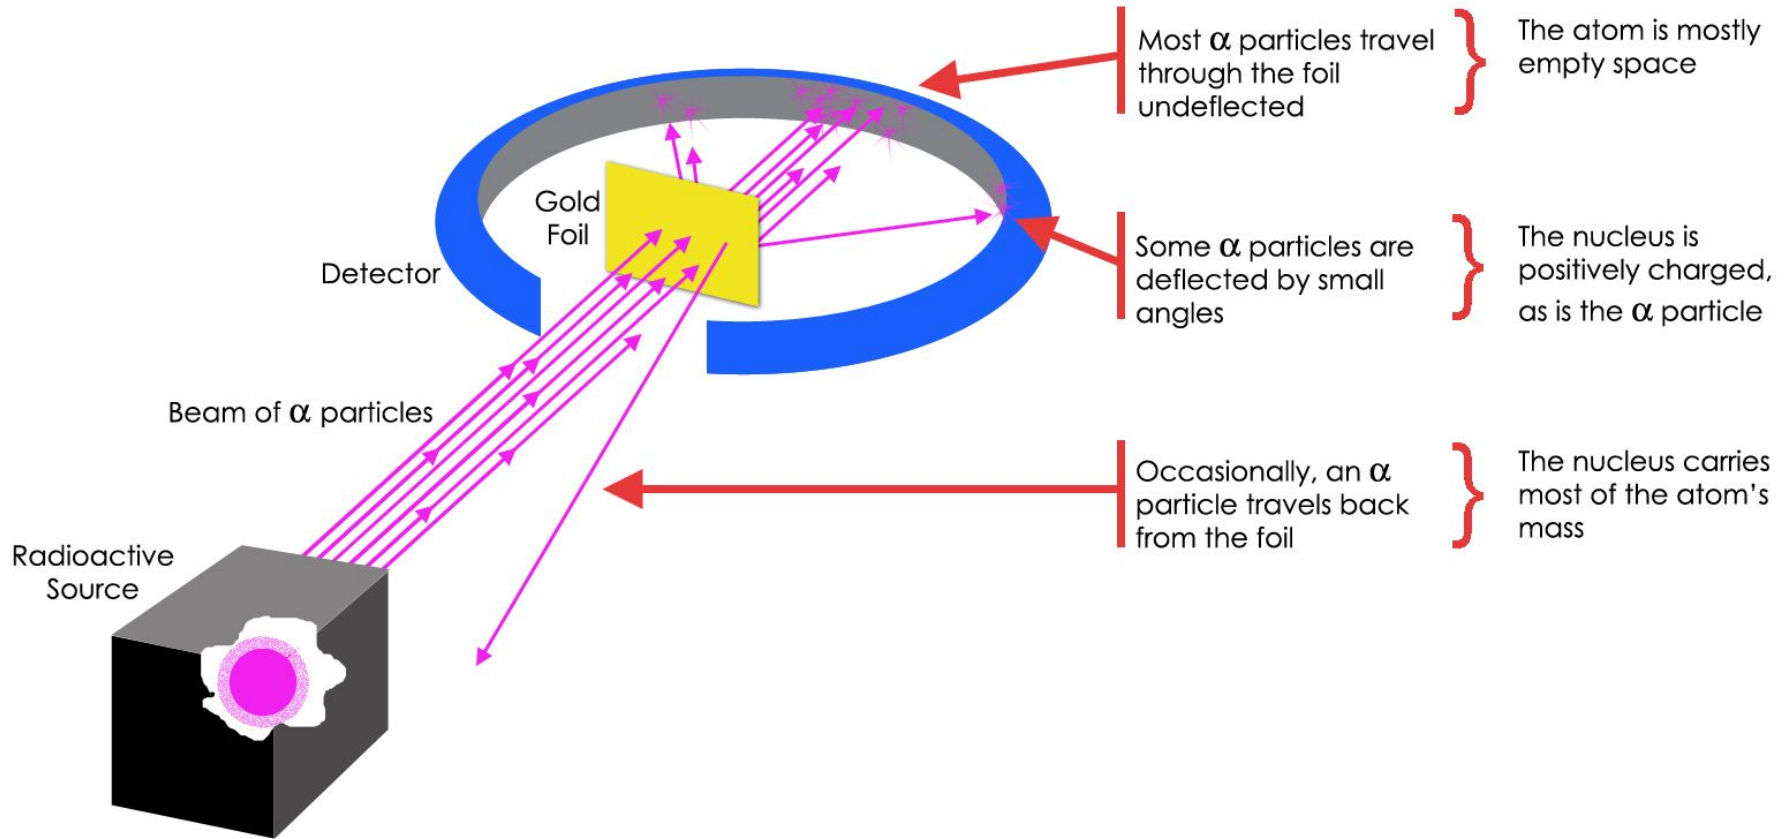 Most α particles travel
through the foil
undeflected
The atom is mostly
empty space
Gold
Foil
Detector
Some α particles are
deflected by small
angles
The nucleus is
positively charged,
as is the α particle
Beam of α particles
Occasionally, an α
particle travels back
from the foil
The nucleus carries
most of the atom’s
mass
Radioactive
Source